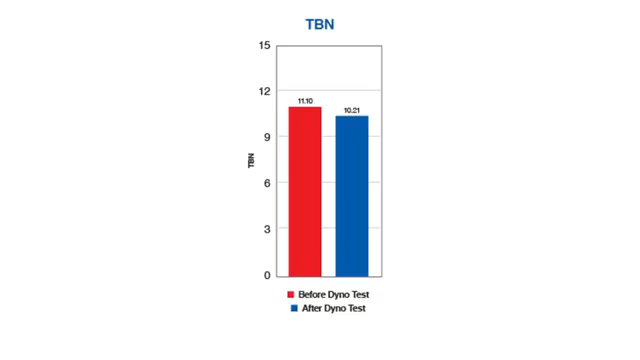 TBN
15
12
9
6
3
0
TBN
11.10
10.21
Before Dyno Test
After Dyno Test